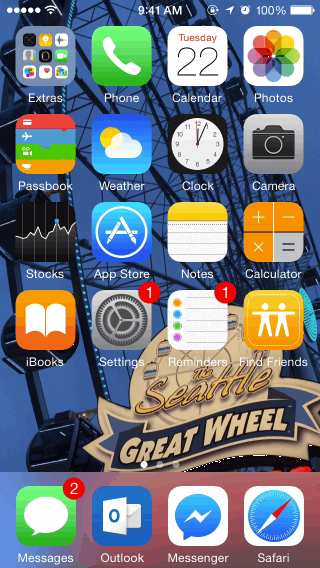 9:41 AM 100%
Tuesday
22
Extras Phone Calendar Photos
Passbook Weather Clock Camera
Stocks App Store Notes Calculator
1 1
iBooks Settings Reminders Find Friends
The
Seattle
GREAT WHEEL
2
Messages Outlook Messenger Safari